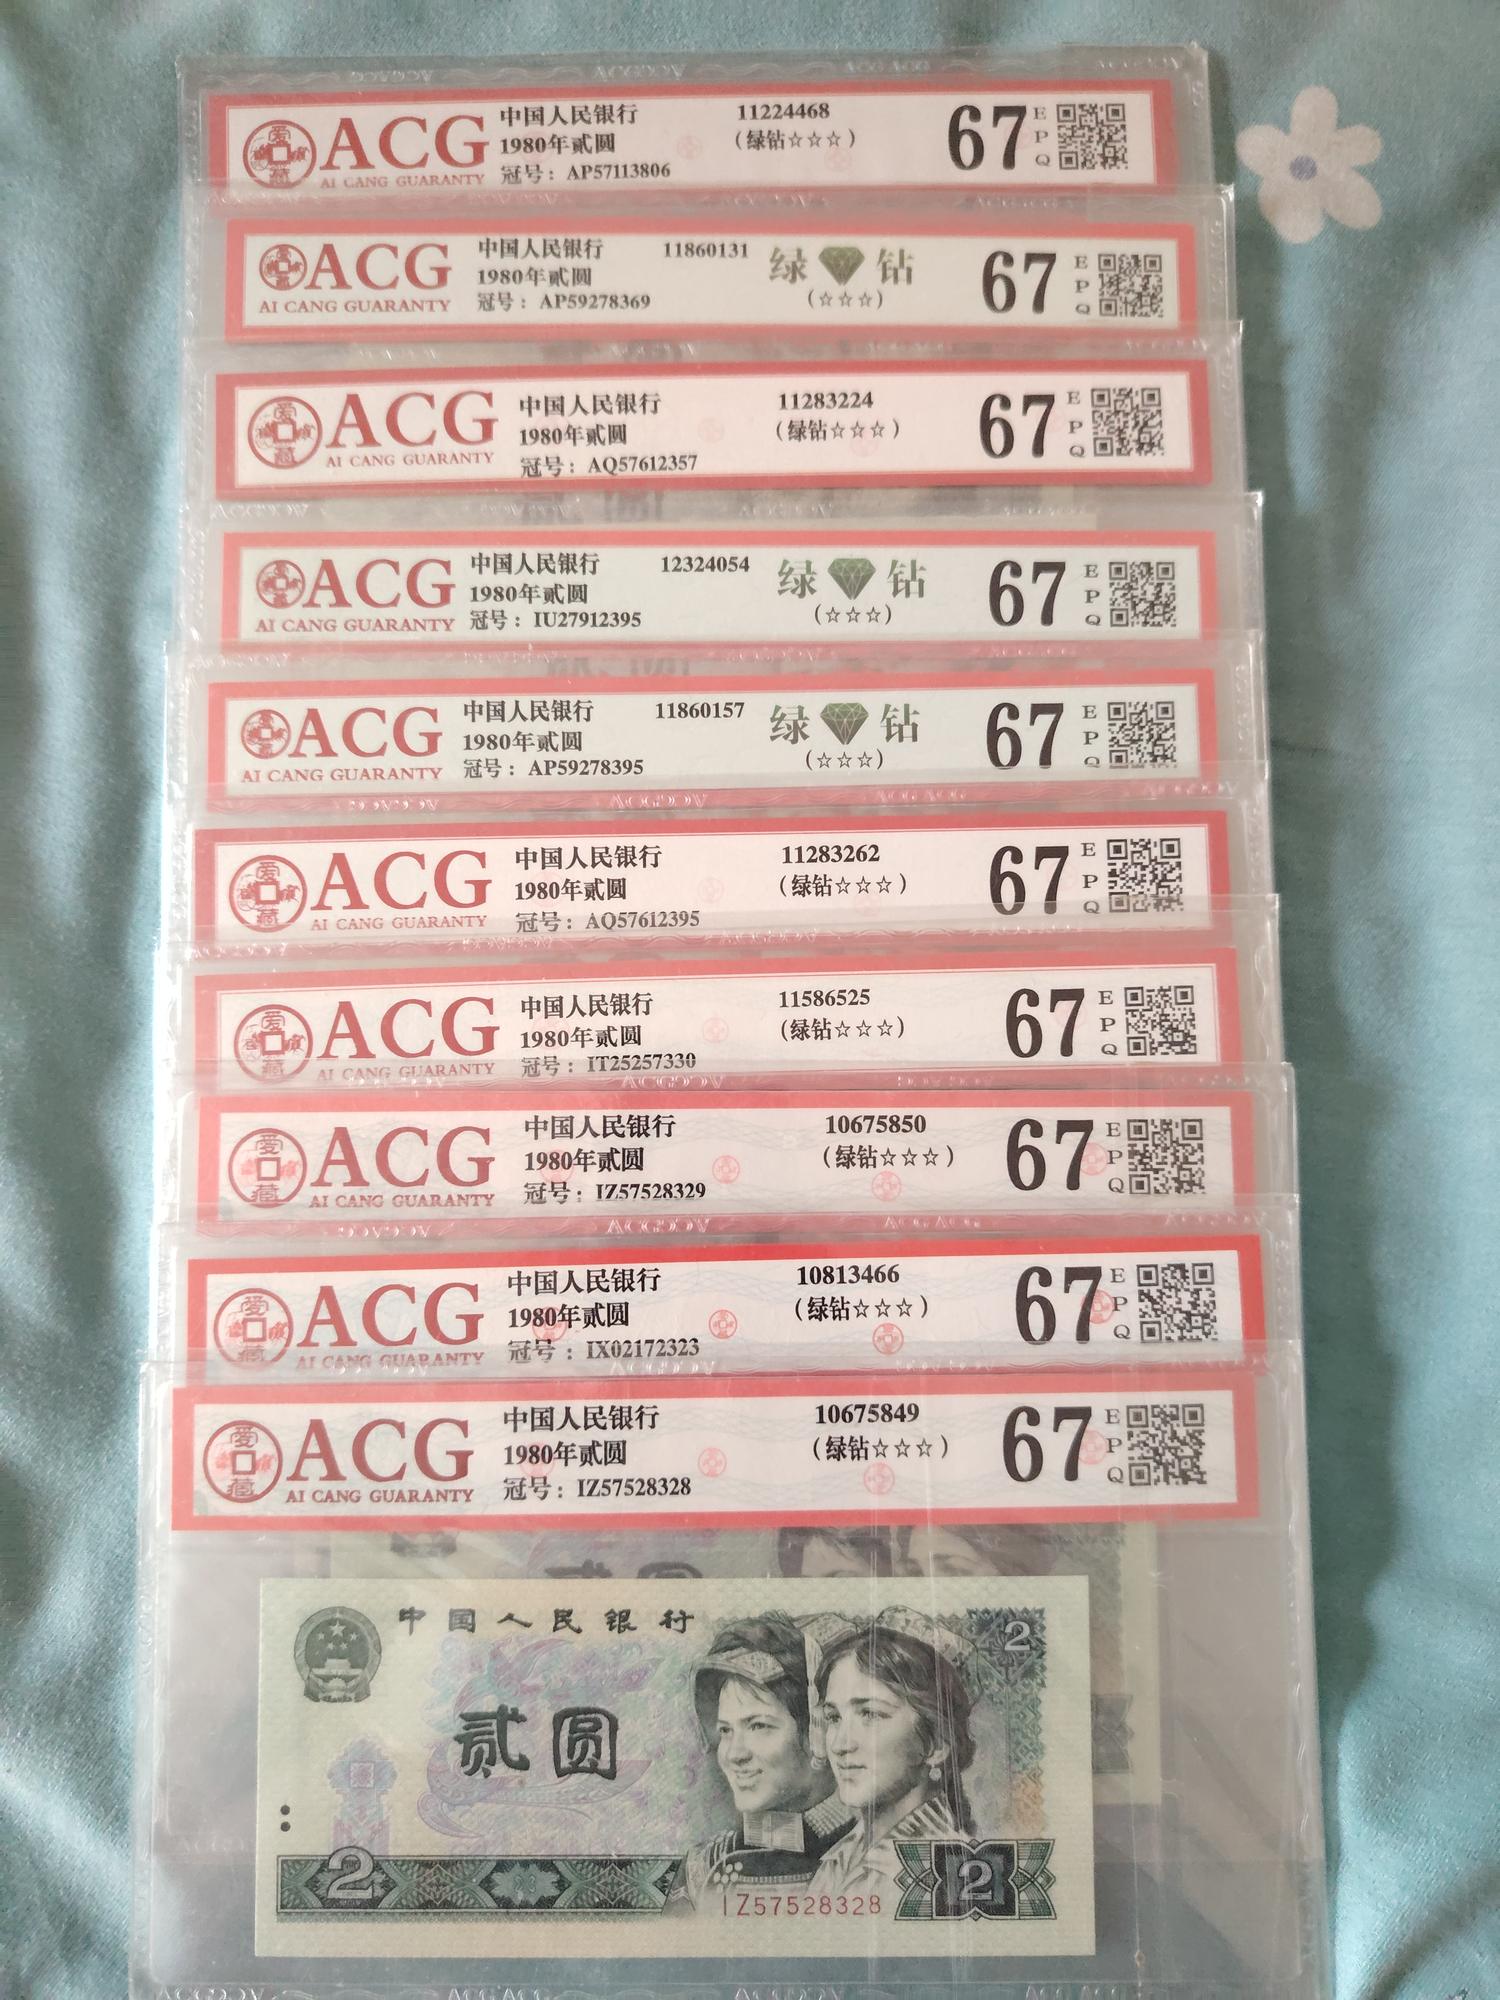 ACG
AI CANG GUARANTY
中国人民银行
1980年贰圆
冠号：AP57113806
11224468
（绿钻☆☆☆）
67
EPQ
ACG
AI CANG GUARANTY
中国人民银行
1980年贰圆
冠号：AP59278369
11860131
绿钻
（☆☆☆）
67
EPQ
ACG
AI CANG GUARANTY
中国人民银行
1980年贰圆
冠号：AQ57612357
11283224
（绿钻☆☆☆）
67
EPQ
ACG
AI CANG GUARANTY
中国人民银行
1980年贰圆
冠号：IU27912395
12324054
绿钻
（☆☆☆）
67
EPQ
ACG
AI CANG GUARANTY
中国人民银行
1980年贰圆
冠号：AP59278395
11860157
绿钻
（☆☆☆）
67
EPQ
ACG
AI CANG GUARANTY
中国人民银行
1980年贰圆
冠号：AQ57612395
11283262
（绿钻☆☆☆）
67
EPQ
ACG
AI CANG GUARANTY
中国人民银行
1980年贰圆
冠号：IT25257330
11586525
（绿钻☆☆☆）
67
EPQ
ACG
AI CANG GUARANTY
中国人民银行
1980年贰圆
冠号：IZ57528329
10675850
（绿钻☆☆☆）
67
EPQ
ACG
AI CANG GUARANTY
中国人民银行
1980年贰圆
冠号：IX02172323
10813466
（绿钻☆☆☆）
67
EPQ
ACG
AI CANG GUARANTY
中国人民银行
1980年贰圆
冠号：IZ57528328
10675849
（绿钻☆☆☆）
67
EPQ
中国人民银行
2
贰圆
2
2
IZ57528328